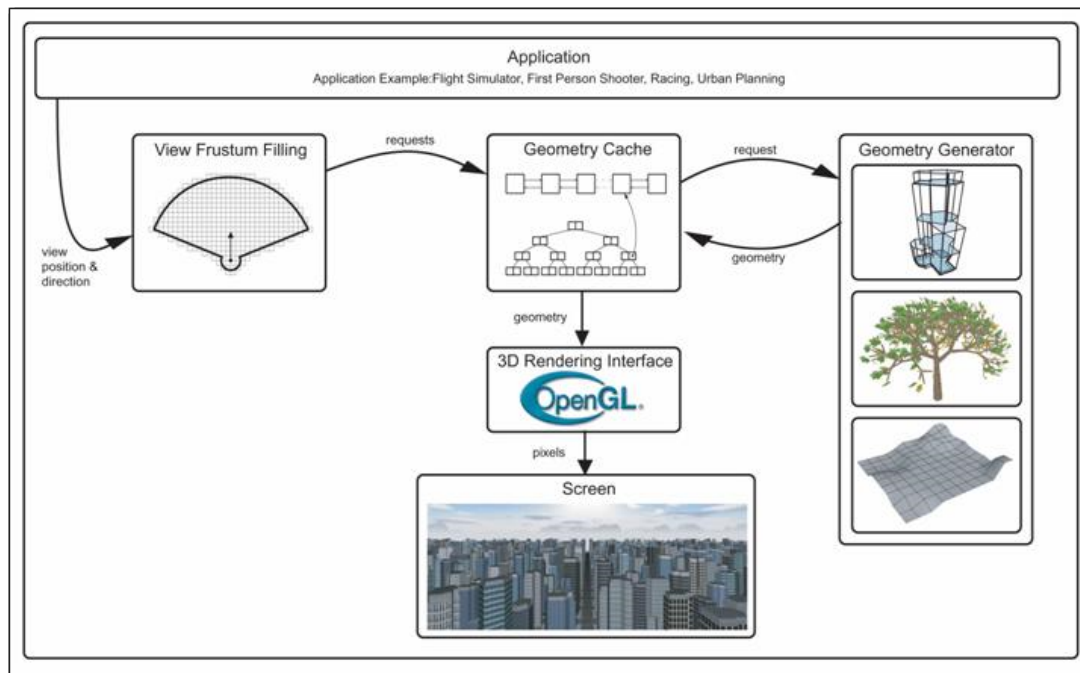 Application
Application Example:Flight Simulator, First Person Shooter, Racing, Urban Planning
View Frustum Filling
requests
Geometry Cache
request
Geometry Generator
view
position &
direction
geometry
geometry
3D Rendering Interface
OpenGL®
pixels
Screen